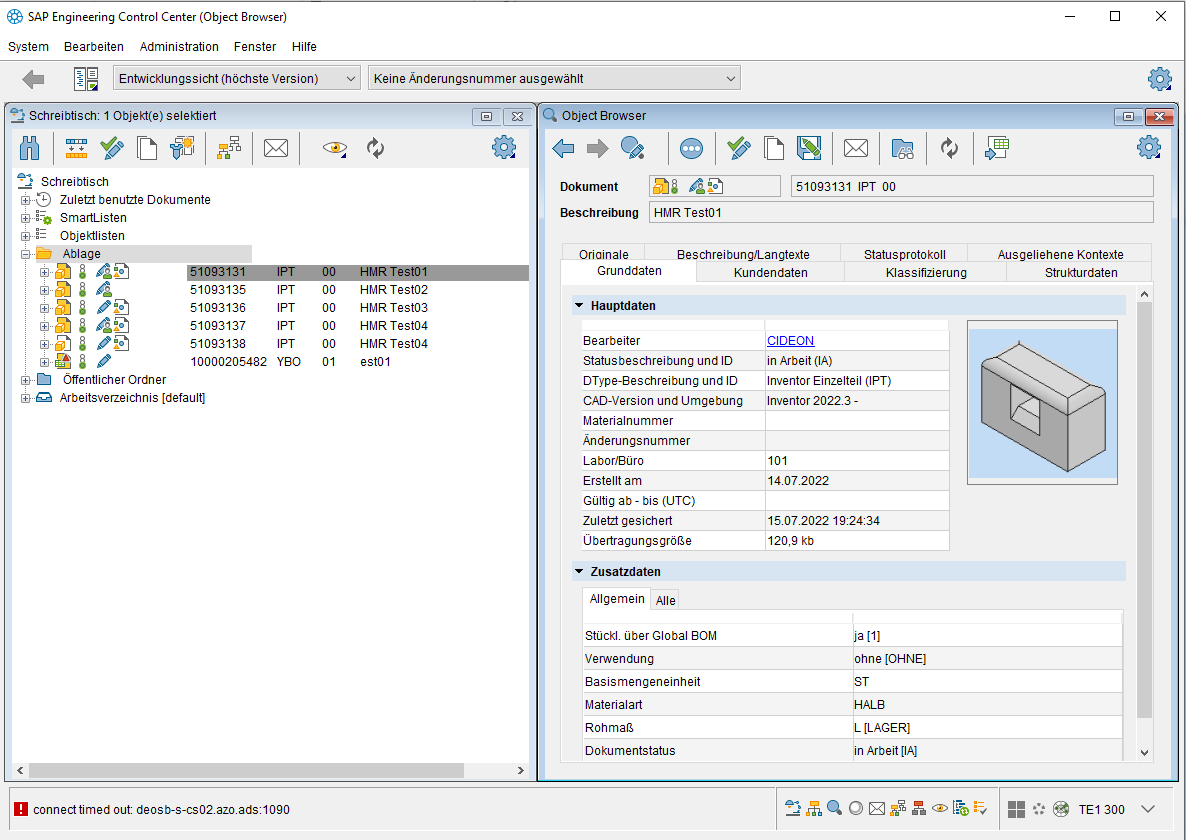 SAP Engineering Control Center (Object Browser)
System Bearbeiten Administration Fenster Hilfe
Entwicklungssicht (höchste Version) Keine Änderungsnummer ausgewählt
Schreibtisch: 1 Objekt(e) selektiert
Schreibtisch
Zuletzt benutzte Dokumente
SmartListen
Objektlisten
Ablage
51093131 IPT 00 HMR Test01
51093135 IPT 00 HMR Test02
51093136 IPT 00 HMR Test03
51093137 IPT 00 HMR Test04
51093138 IPT 00 HMR Test04
10000205482 YBO 01 est01
Öffentlicher Ordner
Arbeitsverzeichnis [default]
Object Browser
Dokument 51093131 IPT 00
Beschreibung HMR Test01
Originale Beschreibung/Langtexte Statusprotokoll Ausgeliehene Kontexte
Grunddaten Kundendaten Klassifizierung Strukturdaten
Hauptdaten
Bearbeiter CIDEON
Statusbeschreibung und ID in Arbeit (IA)
DType-Beschreibung und ID Inventor Einzelteil (IPT)
CAD-Version und Umgebung Inventor 2022.3 -
Materialnummer
Änderungsnummer
Labor/Büro 101
Erstellt am 14.07.2022
Gültig ab - bis (UTC)
Zuletzt gesichert 15.07.2022 19:24:34
Übertragungsgröße 120,9 kb
Zusatzdaten
Allgemein Alle
Stückl. über Global BOM ja [1]
Verwendung ohne [OHNE]
Basismengeneinheit ST
Materialart HALB
Rohmaß L [LAGER]
Dokumentstatus in Arbeit [IA]
connect timed out: deosb-s-cs02.azo.ads:1090 TE1 300